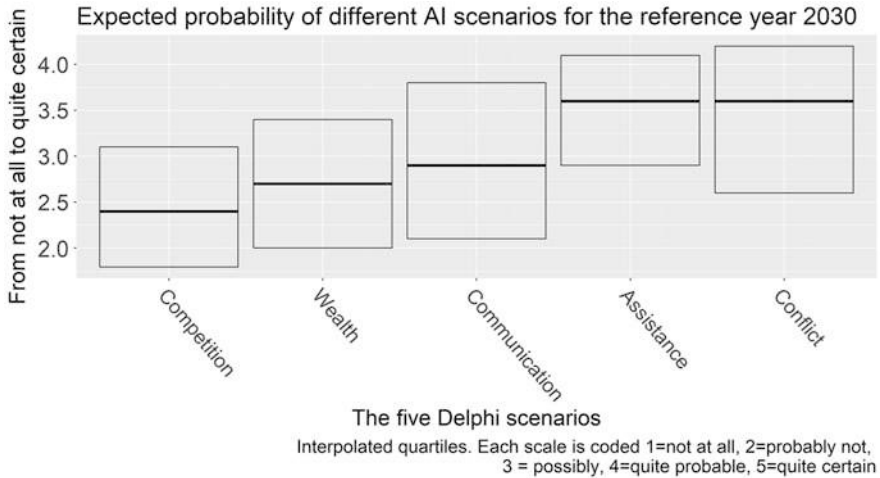 Expected probability of different AI scenarios for the reference year 2030
From not at all to quite certain
4.0
3.5
3.0
2.5
2.0
Competition
Wealth
Communication
Assistance
Conflict
The five Delphi scenarios
Interpolated quartiles. Each scale is coded 1=not at all, 2=probably not,
3 = possibly, 4=quite probable, 5=quite certain